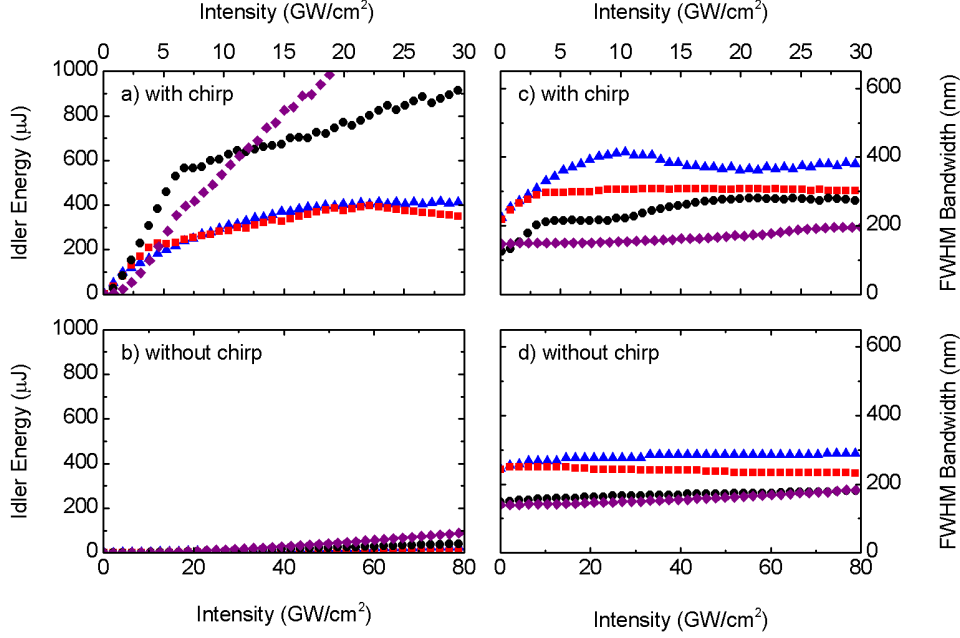 Intensity (GW/cm²) Intensity (GW/cm²)
0 5 10 15 20 25 30 0 5 10 15 20 25 30
1000 a) with chirp c) with chirp 600
800
600 400
400
200 200
0 0
Idler Energy (μJ) FWHM Bandwidth (nm)
1000 b) without chirp d) without chirp 600
800
600 400
400
200 200
0 0
Idler Energy (μJ) FWHM Bandwidth (nm)
0 20 40 60 80 0 20 40 60 80
Intensity (GW/cm²) Intensity (GW/cm²)